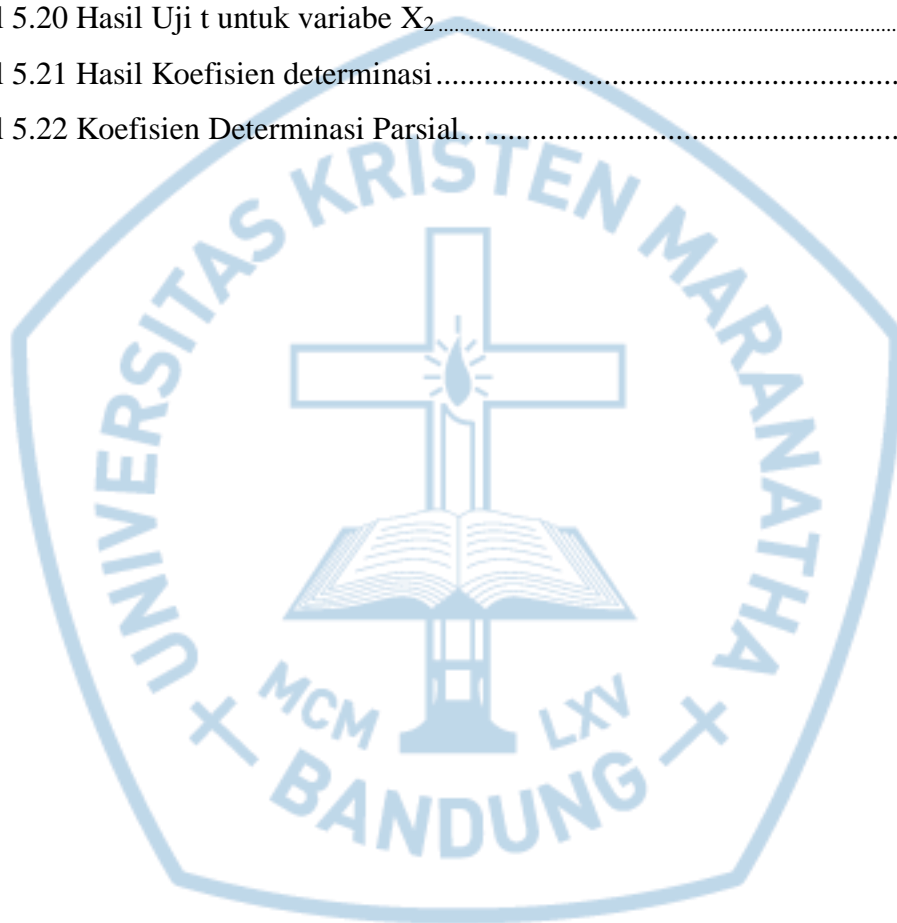 l 5.20 Hasil Uji t untuk variabe X₂
l 5.21 Hasil Koefisien determinasi
l 5.22 Koefisien Determinasi Parsial
UNIVERSITAS KRISTEN MARANATHA
MCM LXV
BANDUNG